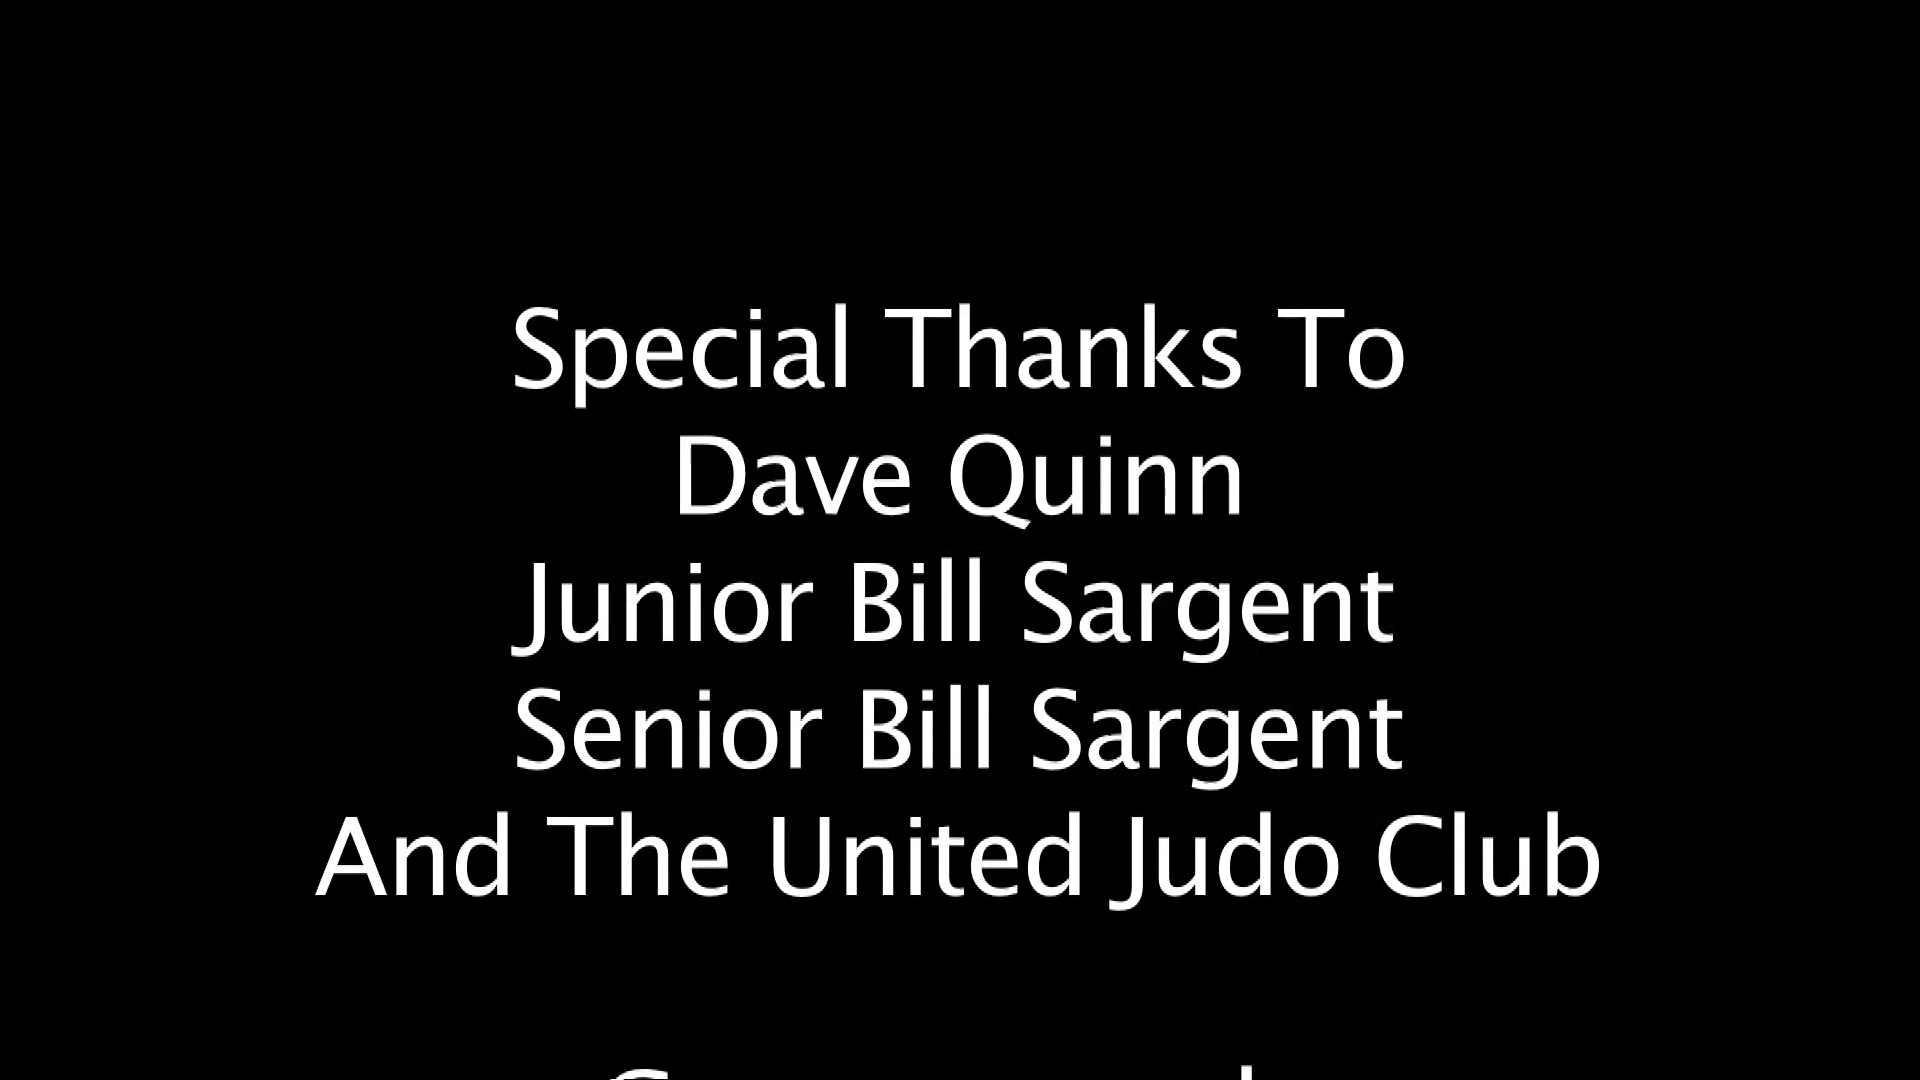 Special Thanks To
Dave Quinn
Junior Bill Sargent
Senior Bill Sargent
And The United Judo Club